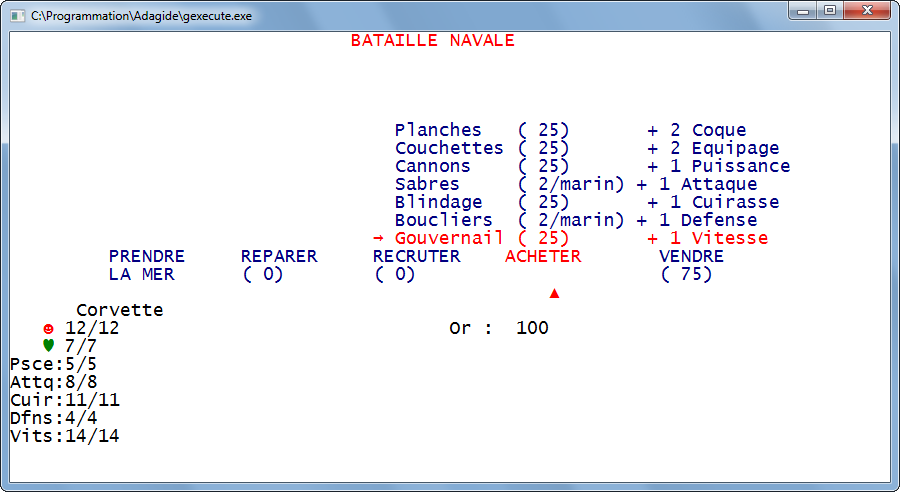 C:\Programmation\Adagide\gexecute.exe
BATAILLE NAVALE
Planches ( 25) + 2 Coque
Couchettes ( 25) + 2 Equipage
Cannons ( 25) + 1 Puissance
Sabres ( 2/marin) + 1 Attaque
Blindage ( 25) + 1 Cuirasse
Boucliers ( 2/marin) + 1 Defense
→ Gouvernail ( 25) + 1 Vitesse
PRENDRE REPARER RECRUTER ACHETER VENDRE
LA MER ( 0) ( 0) ( 75)
▲
Corvette
☻ 12/12 Or : 100
♥ 7/7
Psce:5/5
Attq:8/8
Cuir:11/11
Dfns:4/4
Vits:14/14